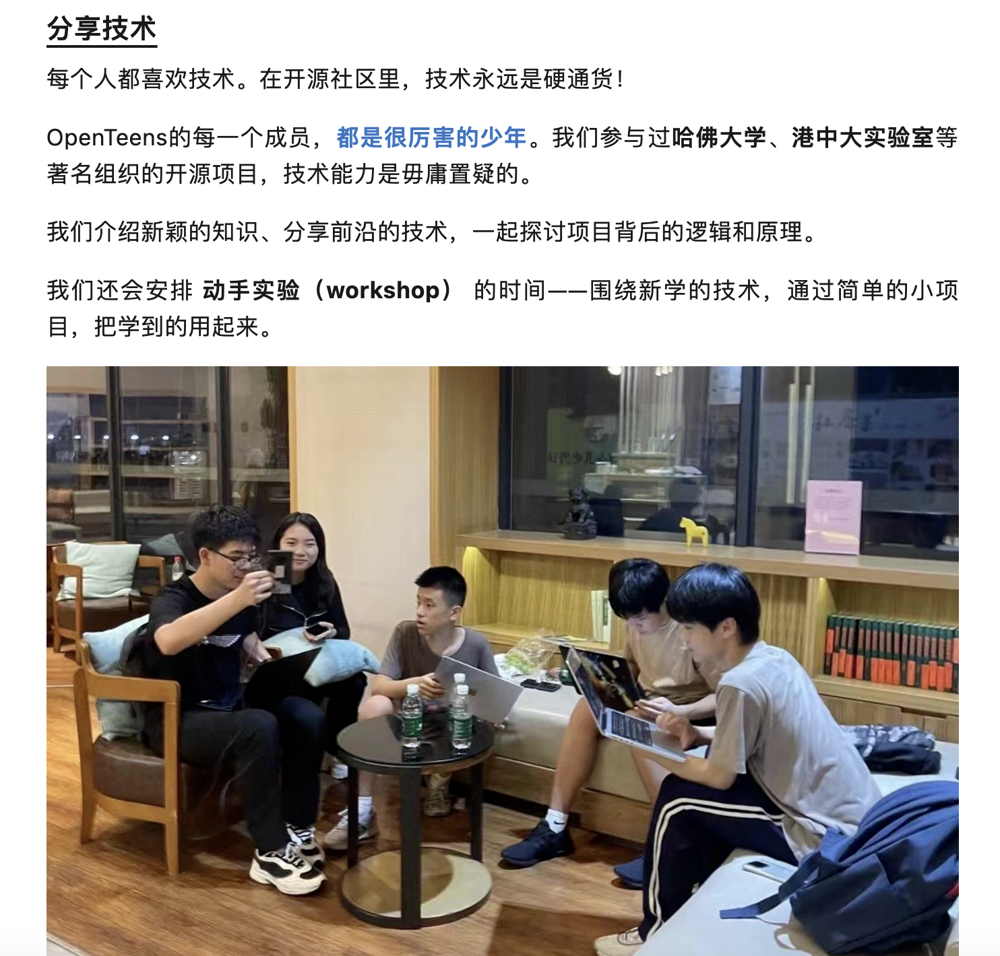 分享技术
每个人都喜欢技术。在开源社区里，技术永远是硬通货！
OpenTeens的每一个成员，都是很厉害的少年。我们参与过哈佛大学、港中大实验室等
著名组织的开源项目，技术能力是毋庸置疑的。
我们介绍新颖的知识、分享前沿的技术，一起探讨项目背后的逻辑和原理。
我们还会安排 动手实验（workshop） 的时间——围绕新学的技术，通过简单的小项
目，把学到的用起来。